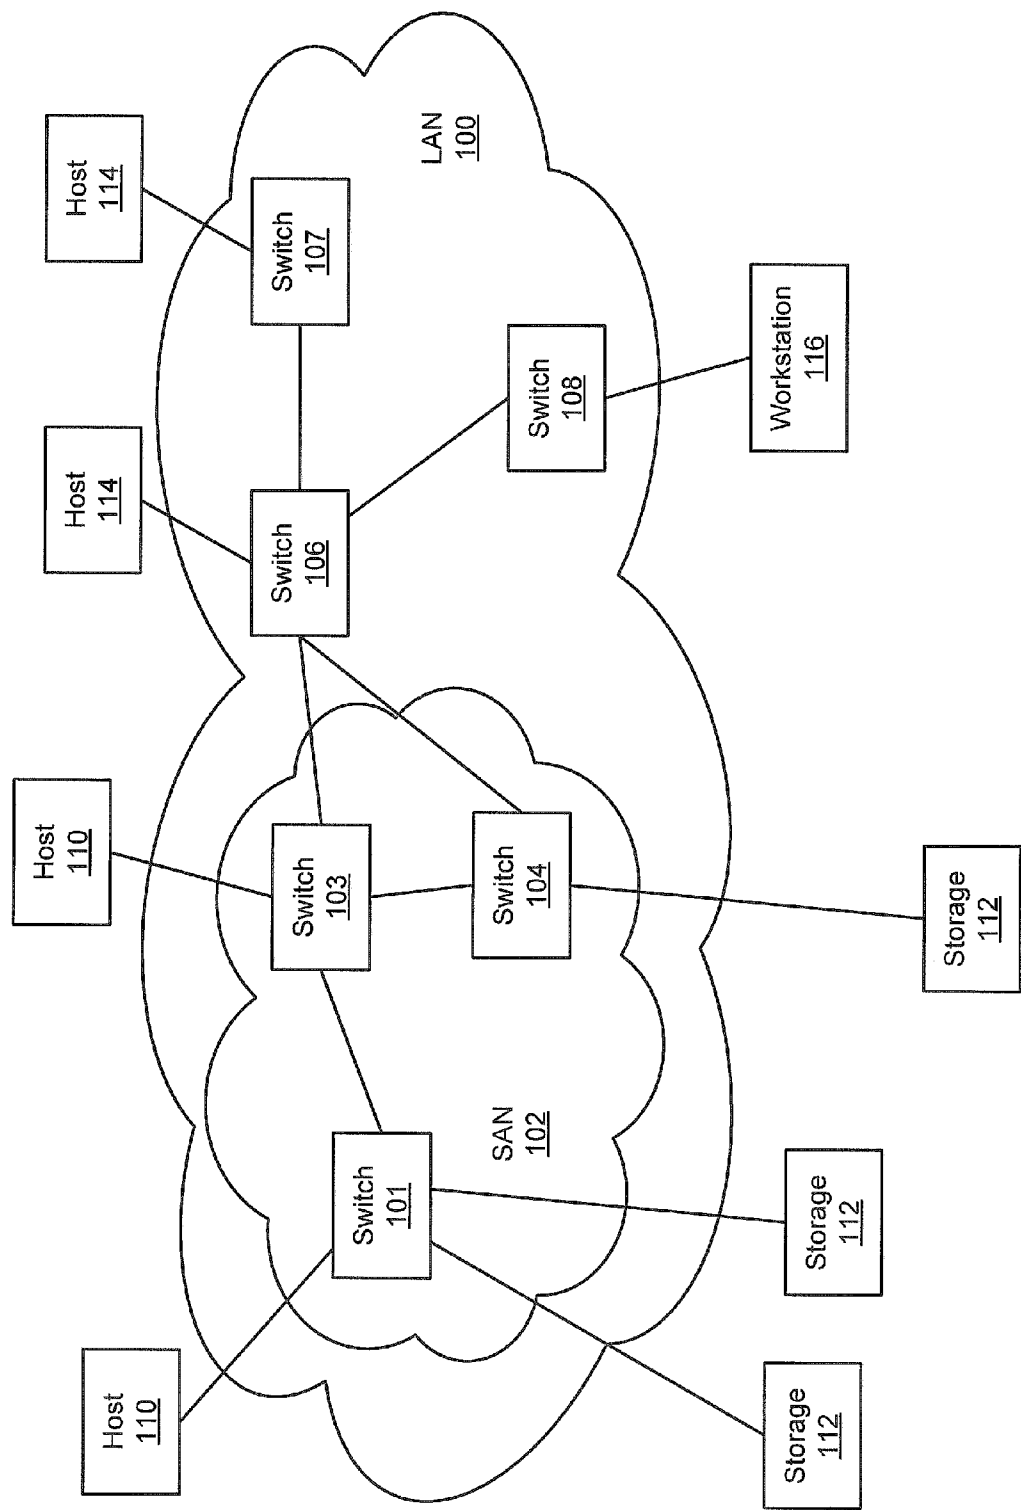 Host
110
Host
110
Host
114
Host
114
Switch
106
Switch
107
Switch
103
Switch
101
LAN
100
Switch
104
SAN
102
Switch
108
Workstation
116
Storage
112
Storage
112
Storage
112